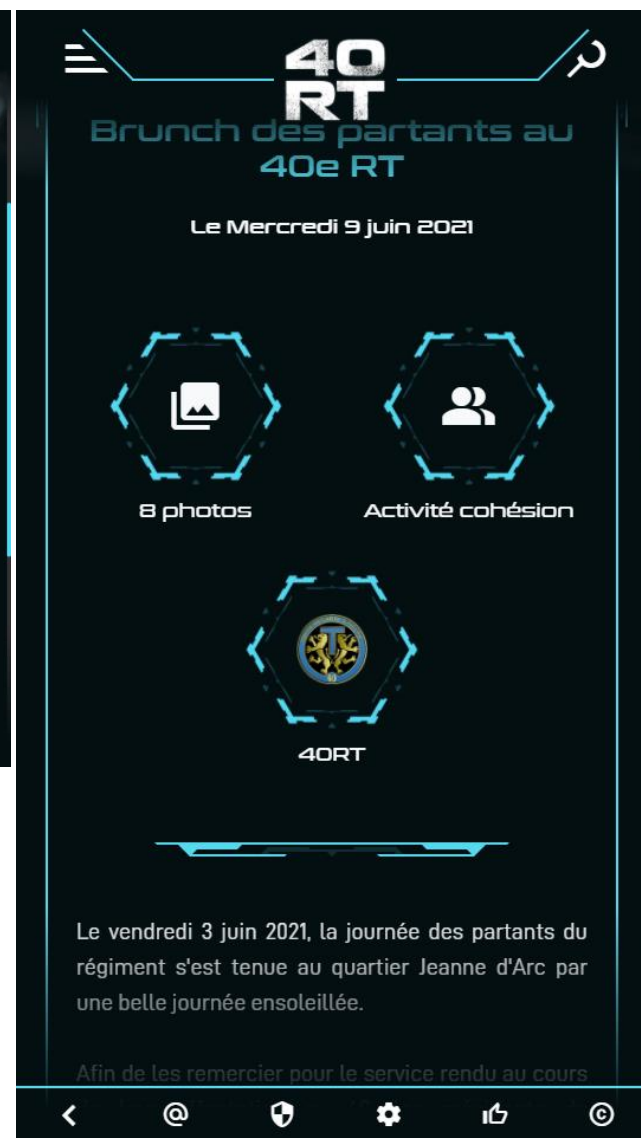 40
RT
Brunch des partants au
40e RT
Le Mercredi 9 juin 2021
8 photos
Activité cohésion
T
40
40RT
Le vendredi 3 juin 2021, la journée des partants du
régiment s'est tenue au quartier Jeanne d'Arc par
une belle journée ensoleillée.
Afin de les remercier pour le service rendu au cours